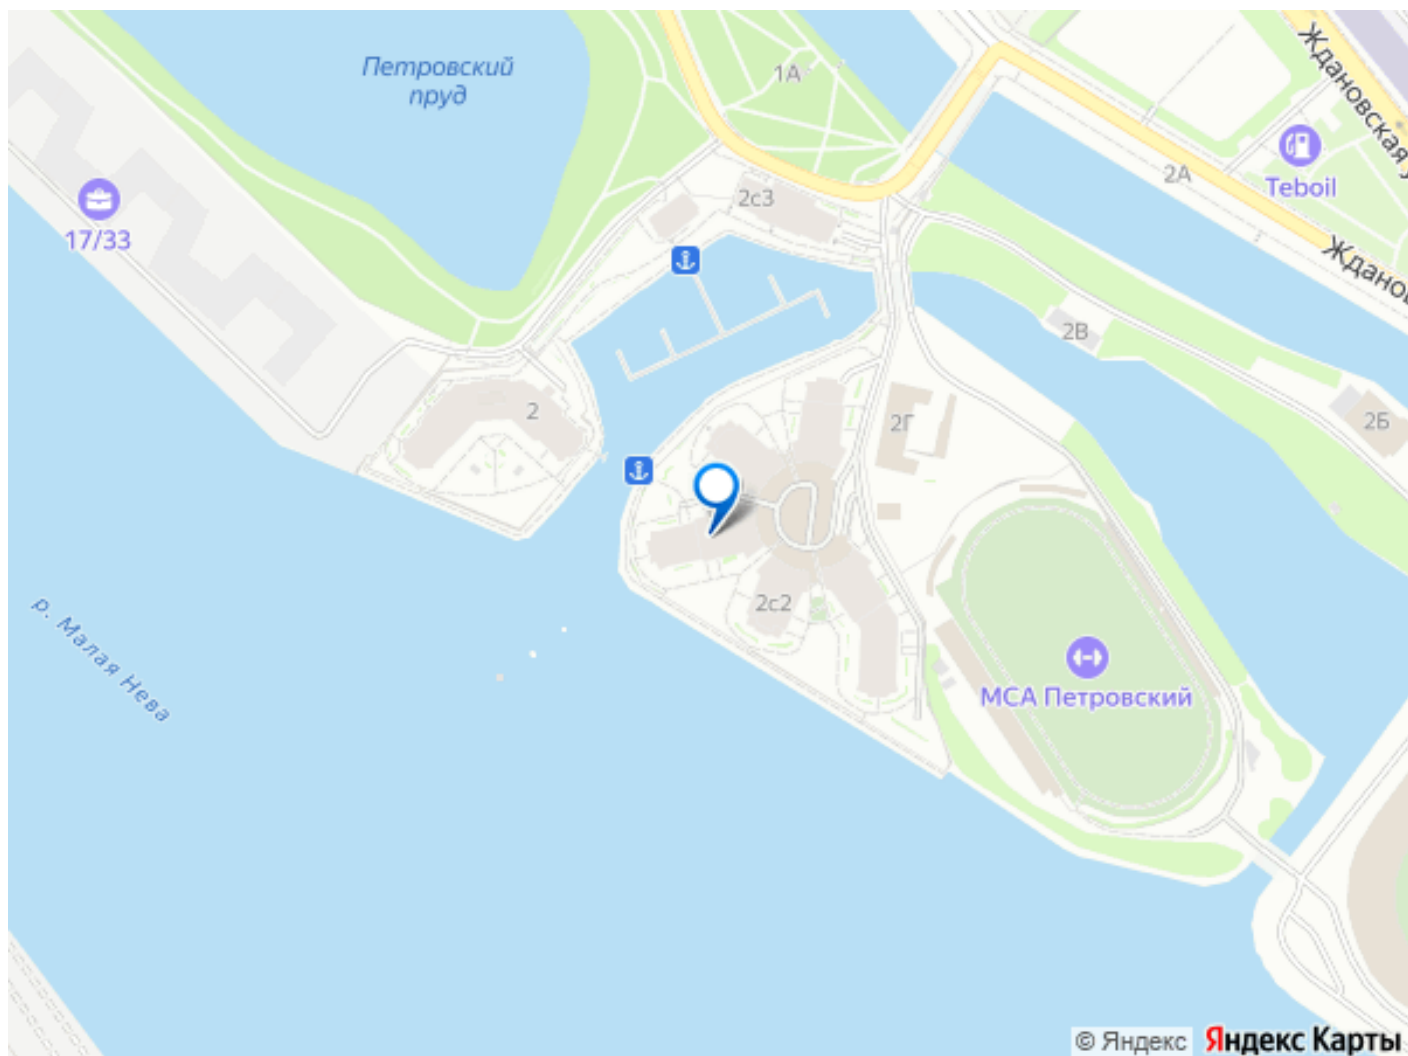 Петровский
пруд
1А
Ждановская у
Teboil
2А
2с3
17/33
Жданов
2В
2
2Г
2Б
2с2
р. Малая Нева
МСА Петровский
© Яндекс Яндекс Карты